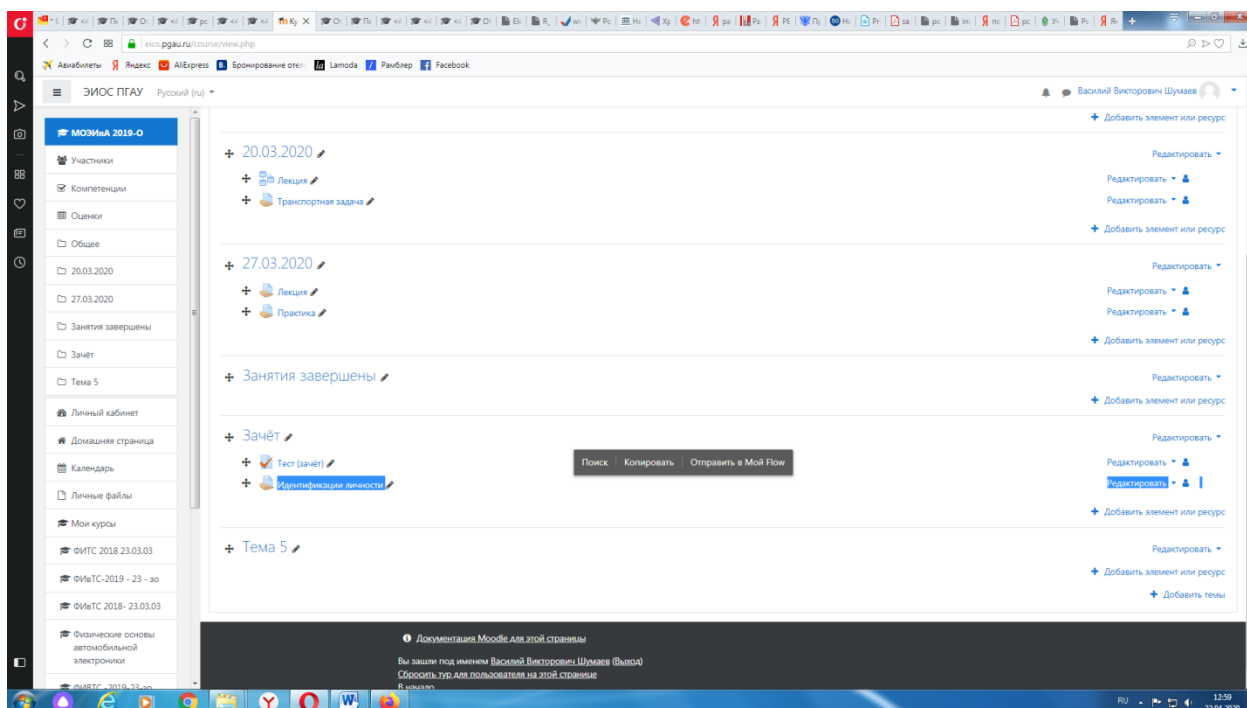 eios.pgau.ru/course/view.php
Авиабилеты Яндекс AliExpress Бронирование отел Lamoda Рамблер Facebook
ЭИОС ПГАУ Русский (ru) Василий Викторович Шумаев
Добавить элемент или ресурс
МОЭИвА 2019-О
Участники
Компетенции
Оценки
Общее
20.03.2020
27.03.2020
Занятия завершены
Зачёт
Тема 5
Личный кабинет
Домашняя страница
Календарь
Личные файлы
Мои курсы
ФИТС 2018 23.03.03
ФИвТС-2019 - 23 - зо
ФИвТС 2018- 23.03.03
Физические основы
автомобильной
электроники
20.03.2020 Редактировать
Лекция Редактировать
Транспортная задача Редактировать
Добавить элемент или ресурс
27.03.2020 Редактировать
Лекция Редактировать
Практика Редактировать
Добавить элемент или ресурс
Занятия завершены Редактировать
Добавить элемент или ресурс
Зачёт Редактировать
Тест (зачёт) Редактировать
Поиск Копировать Отправить в Мой Flow
Идентификации личности Редактировать
Добавить элемент или ресурс
Тема 5 Редактировать
Добавить элемент или ресурс
Добавить темы
Документация Moodle для этой страницы
Вы зашли под именем Василий Викторович Шумаев (Выход)
Сбросить тур для пользователя на этой странице
В начало
RU 12:59